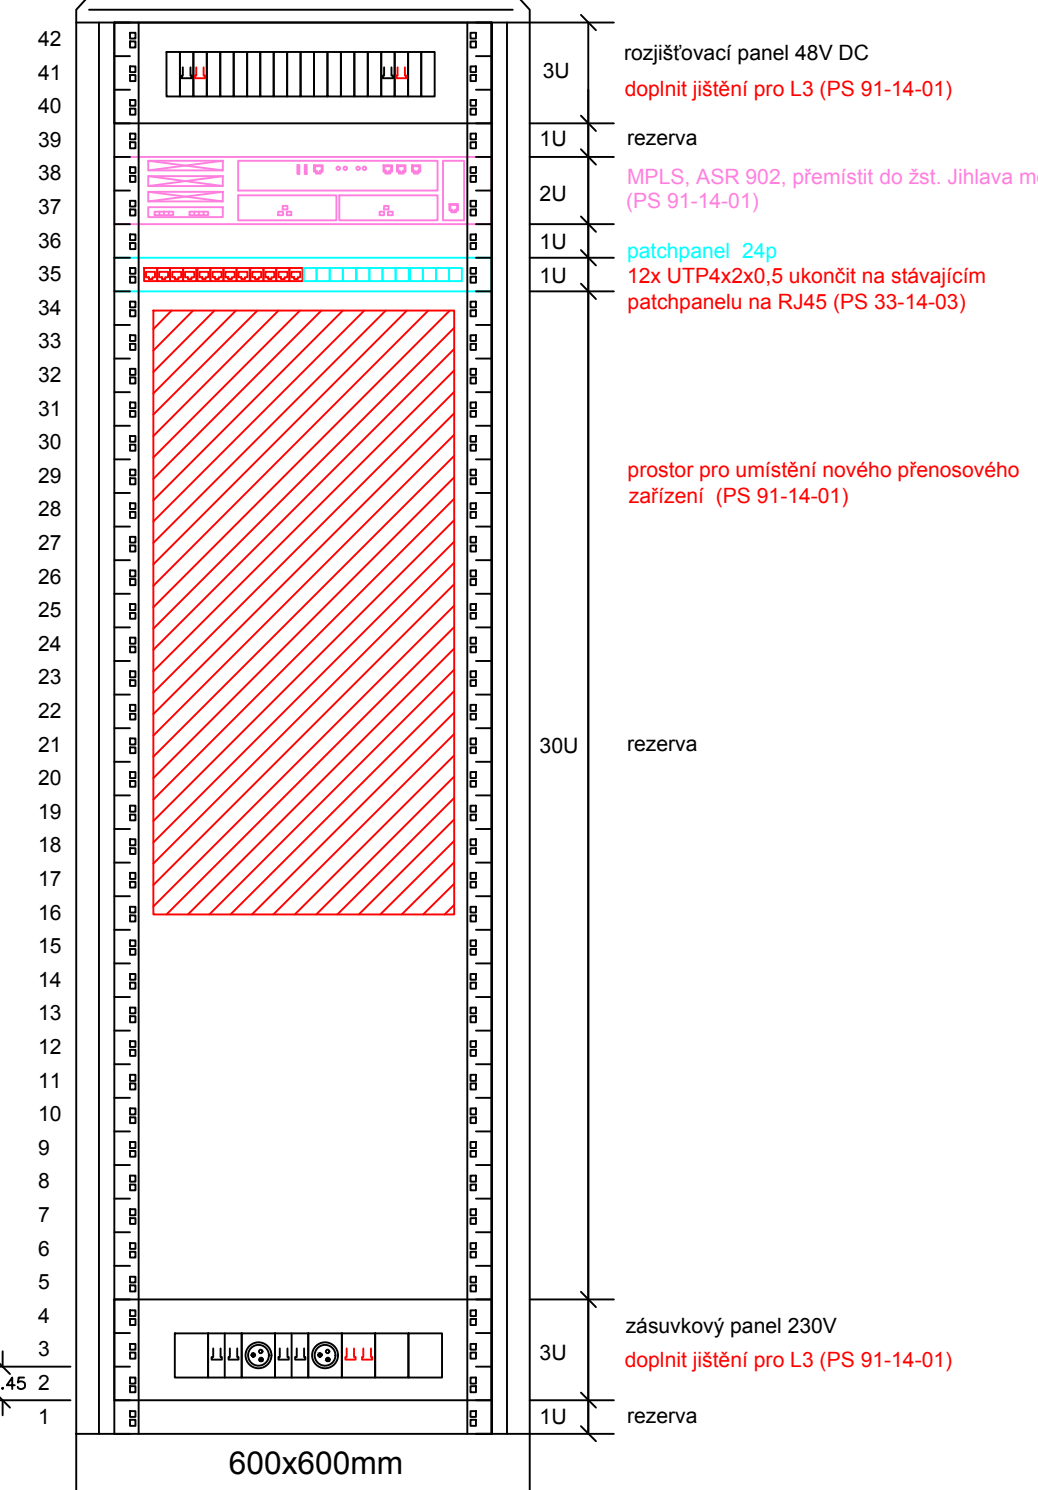 42
41
40
39
38
37
36
35
34
33
32
31
30
29
28
27
26
25
24
23
22
21
20
19
18
17
16
15
14
13
12
11
10
9
8
7
6
5
4
3
.45 2
1
3U
1U
2U
1U
1U
30U
3U
1U
rozjišťovací panel 48V DC
doplnit jištění pro L3 (PS 91-14-01)
rezerva
MPLS, ASR 902, přemístit do žst. Jihlava
(PS 91-14-01)
patchpanel 24p
12x UTP4x2x0,5 ukončit na stávajícím
patchpanelu na RJ45 (PS 33-14-03)
prostor pro umístění nového přenosového
zařízení (PS 91-14-01)
rezerva
zásuvkový panel 230V
doplnit jištění pro L3 (PS 91-14-01)
rezerva
600x600mm